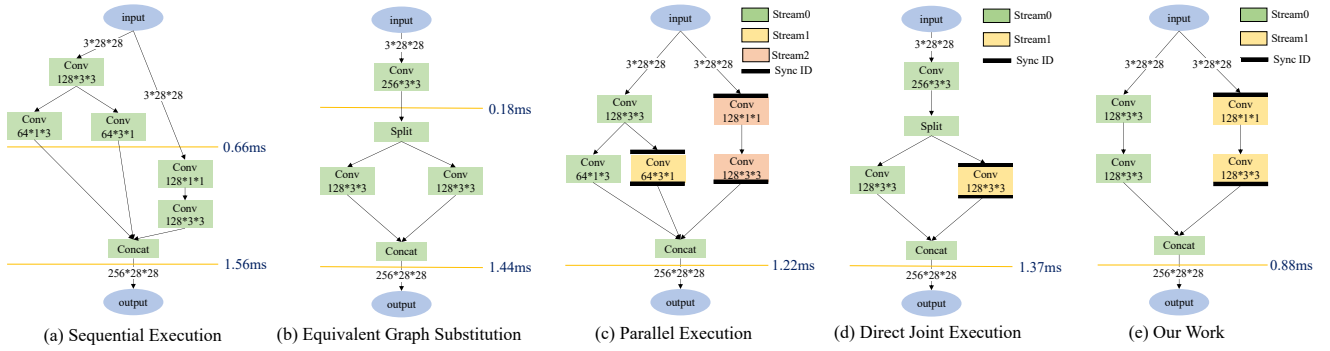 input
3*28*28
Conv
128*3*3
3*28*28
Conv
64*1*3
Conv
64*3*1
0.66ms
Conv
128*1*1
Conv
128*3*3
Concat
1.56ms
256*28*28
output
(a) Sequential Execution
input
3*28*28
Conv
256*3*3
0.18ms
Split
Conv
128*3*3
Conv
128*3*3
Concat
1.44ms
256*28*28
output
(b) Equivalent Graph Substitution
input
Stream0
Stream1
Stream2
Sync ID
3*28*28
3*28*28
Conv
128*3*3
Conv
128*1*1
Conv
64*1*3
Conv
64*3*1
Conv
128*3*3
Concat
1.22ms
256*28*28
output
(c) Parallel Execution
input
Stream0
Stream1
Sync ID
3*28*28
Conv
256*3*3
Split
Conv
128*3*3
Conv
128*3*3
Concat
1.37ms
256*28*28
output
(d) Direct Joint Execution
input
Stream0
Stream1
Sync ID
3*28*28
3*28*28
Conv
128*3*3
Conv
128*1*1
Conv
128*3*3
Conv
128*3*3
Concat
0.88ms
256*28*28
output
(e) Our Work